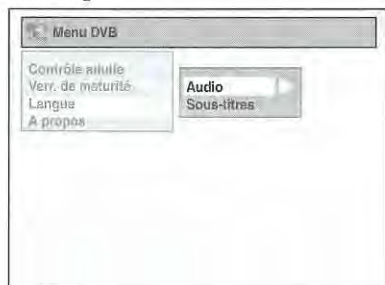 Menu DVB
Contrôle adulte
Verr. de maturité
Langue
A propos
Audio
Sous-titres